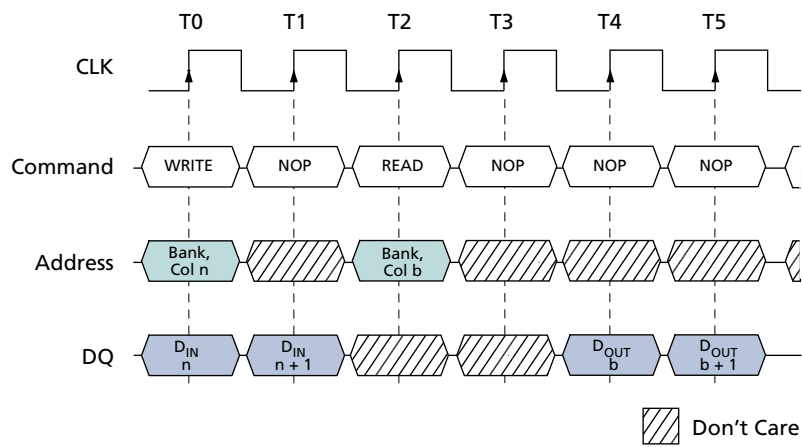 T0 T1 T2 T3 T4 T5
CLK
Command WRITE NOP READ NOP NOP NOP
Address Bank, Col n Bank, Col b
DQ DIN n DIN n + 1 DOUT b DOUT b + 1
Don't Care